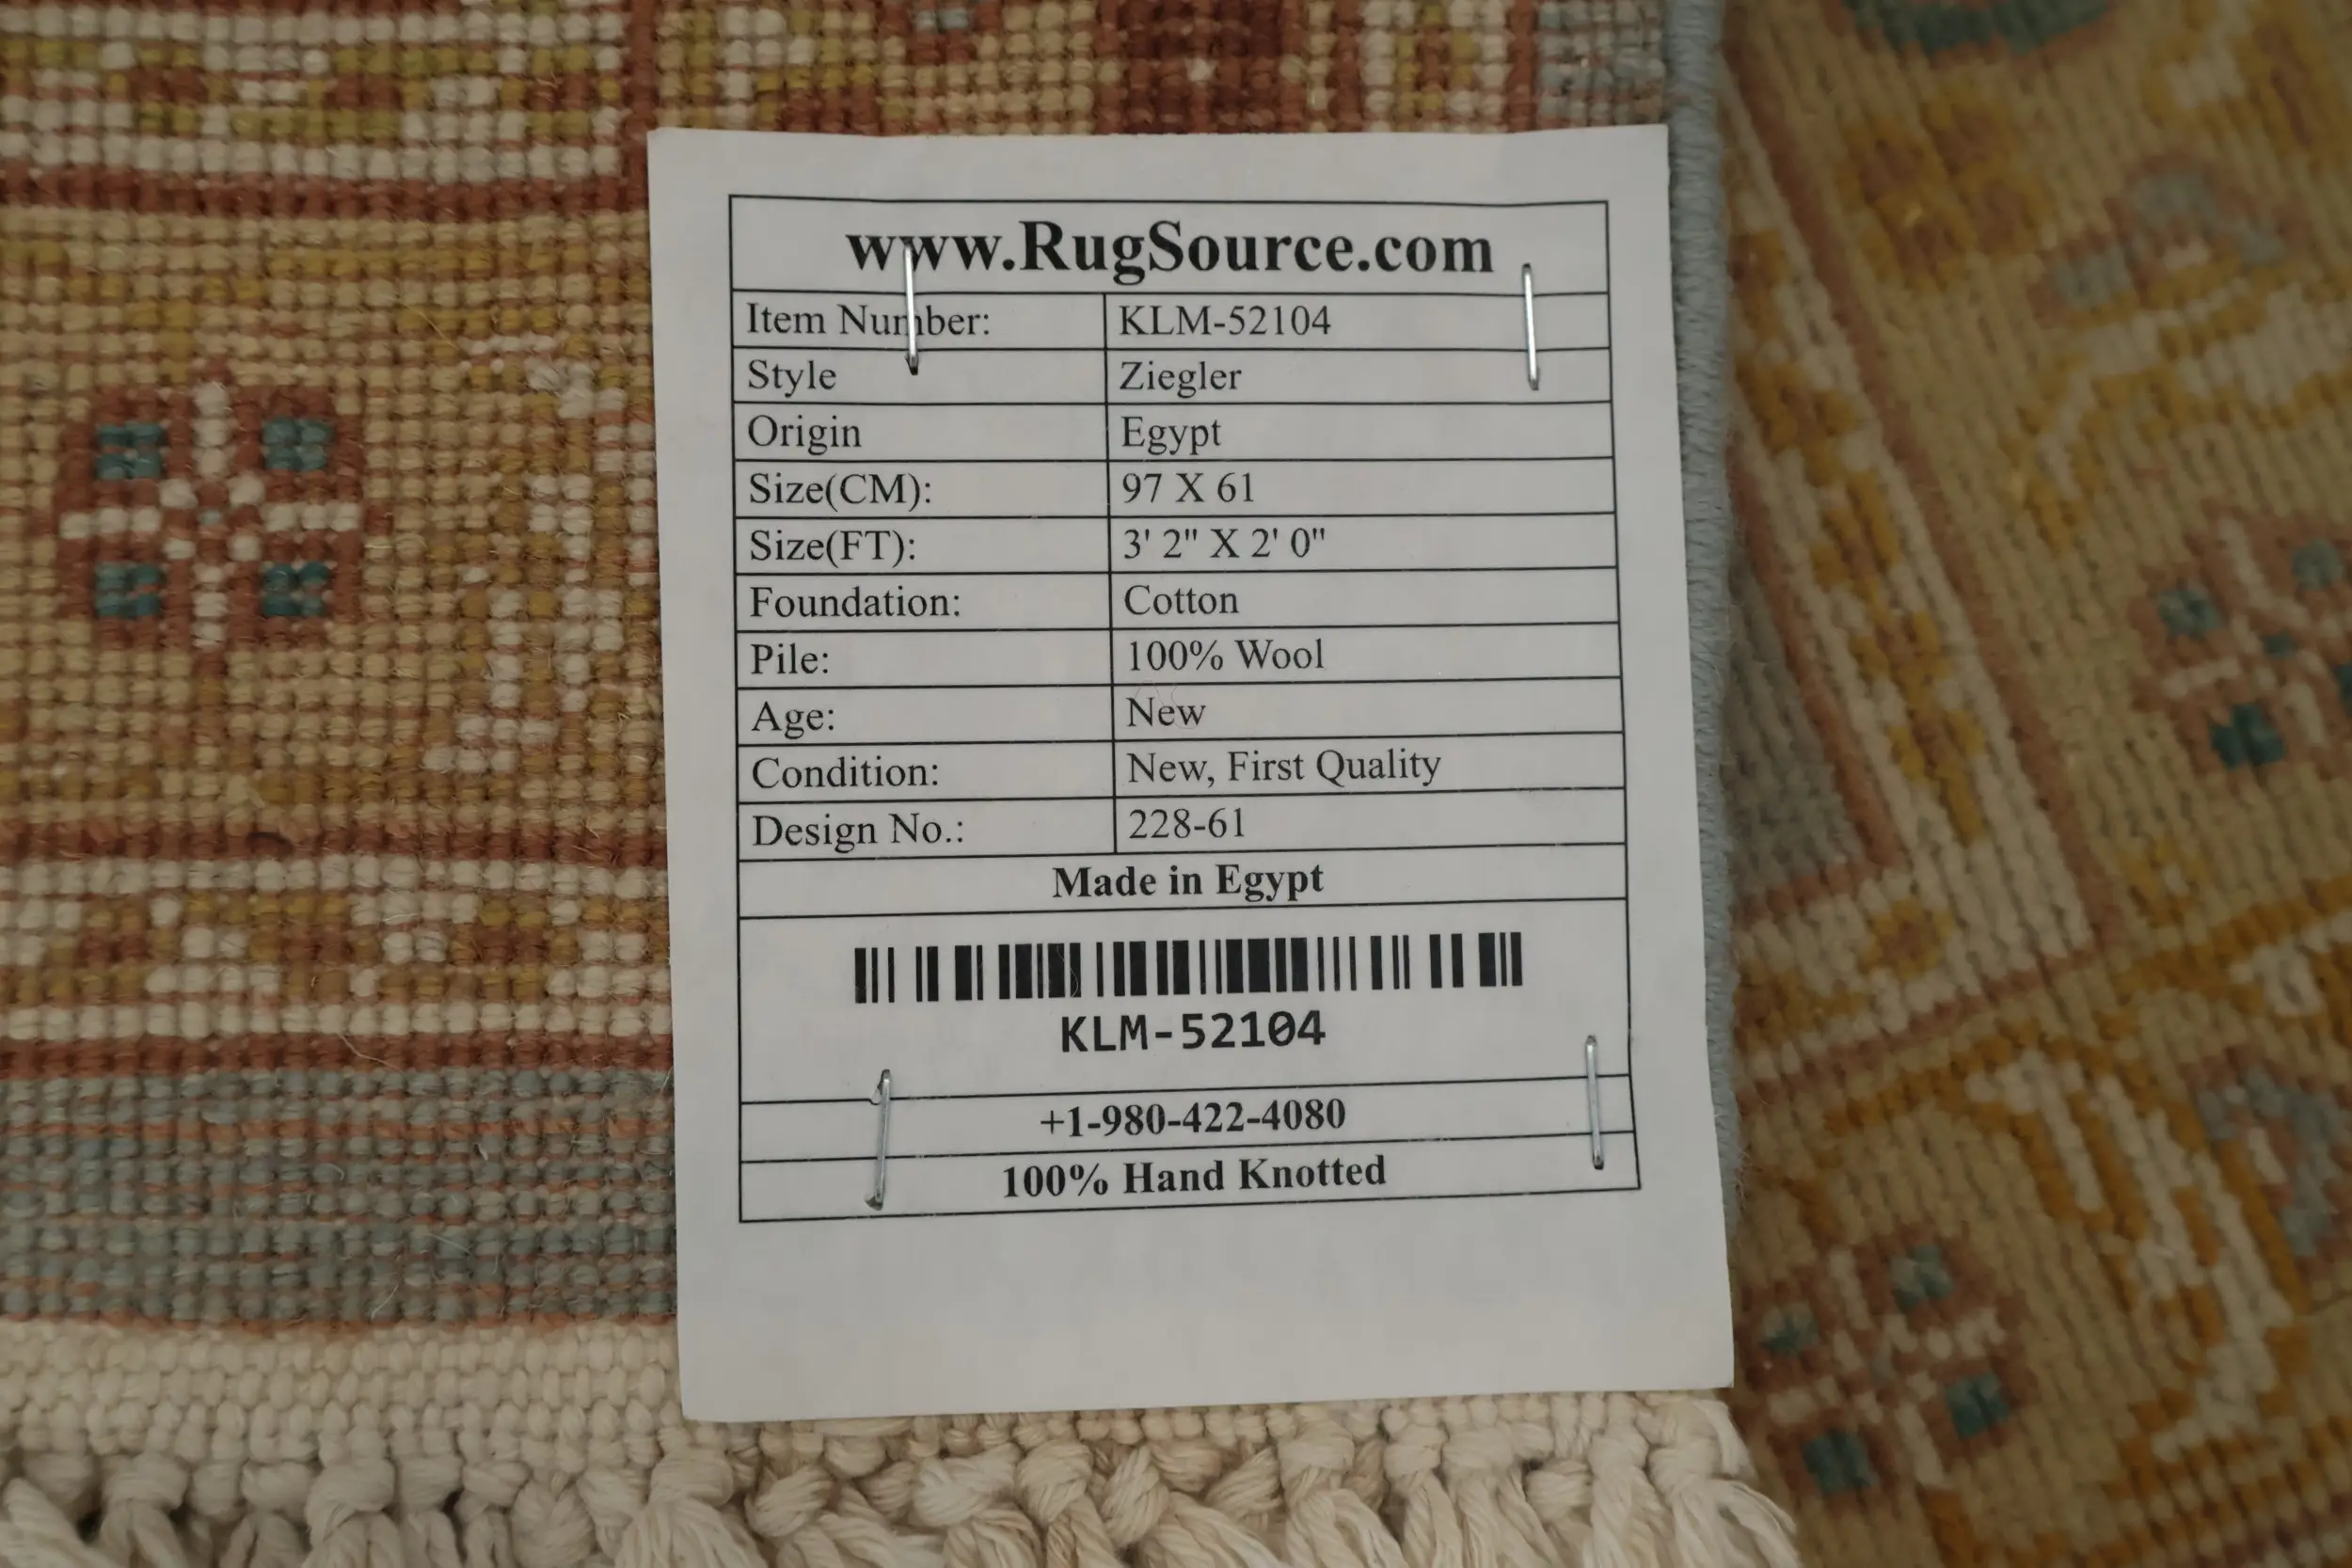 www.RugSource.com
Item Number: KLM-52104
Style Ziegler
Origin Egypt
Size(CM): 97 X 61
Size(FT): 3' 2" X 2' 0"
Foundation: Cotton
Pile: 100% Wool
Age: New
Condition: New, First Quality
Design No.: 228-61
Made in Egypt
KLM-52104
+1-980-422-4080
100% Hand Knotted